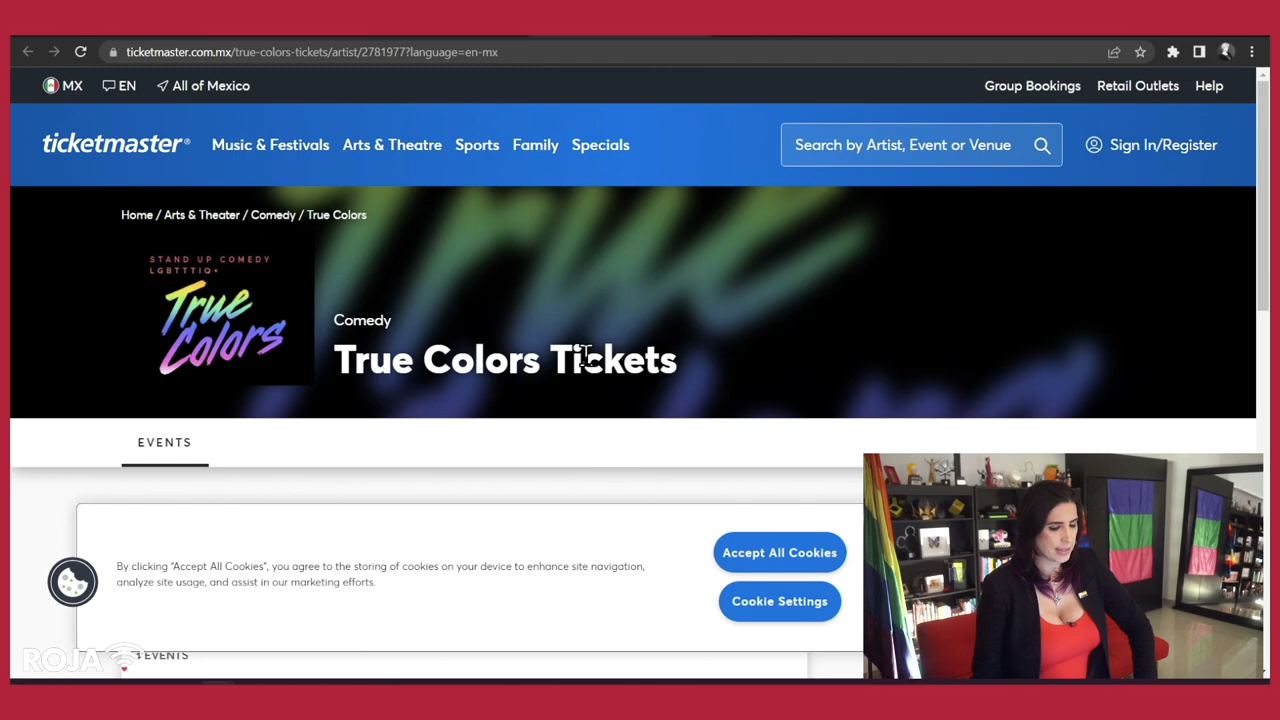 ticketmaster.com.mx/true-colors-tickets/artist/2781977?language=en-mx
MX EN All of Mexico Group Bookings Retail Outlets Help
ticketmaster® Music & Festivals Arts & Theatre Sports Family Specials Search by Artist, Event or Venue Sign In/Register
Home / Arts & Theater / Comedy / True Colors
STAND UP COMEDY
LGBTTTIQ+
True
Colors
True
Comedy
True Colors Tickets
EVENTS
By clicking "Accept All Cookies", you agree to the storing of cookies on your device to enhance site navigation,
analyze site usage, and assist in our marketing efforts.
Accept All Cookies
Cookie Settings
ROJA
EVENTS